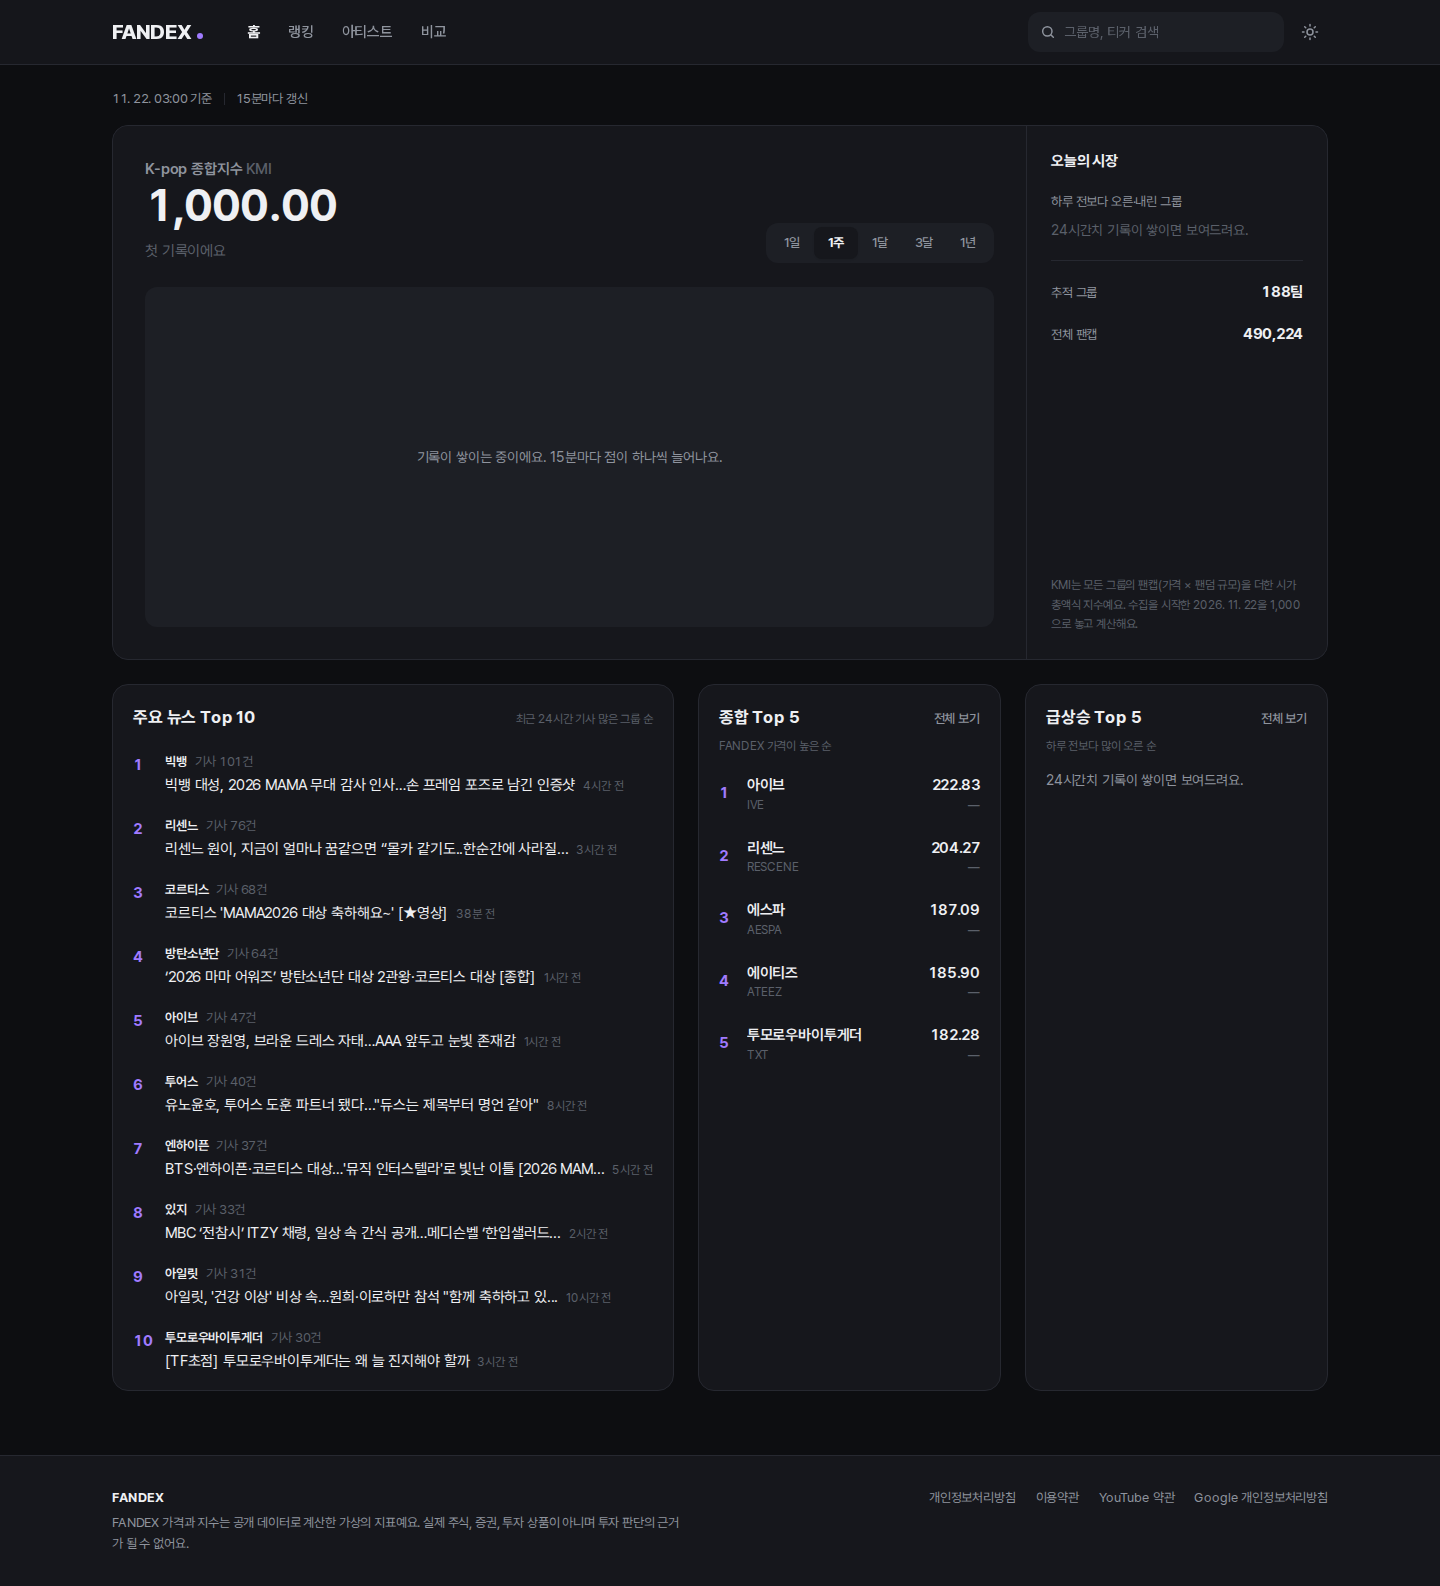 FANDEX
홈 랭킹 아티스트 비교
그룹명, 티커 검색
11. 22. 03:00 기준 15분마다 갱신
K-pop 종합지수 KMI
1,000.00
첫 기록이에요
1일 1주 1달 3달 1년
기록이 쌓이는 중이에요. 15분마다 점이 하나씩 늘어나요.
오늘의 시장
하루 전보다 오른·내린 그룹
24시간치 기록이 쌓이면 보여드려요.
추적 그룹 188팀
전체 팬캡 490,224
KMI는 모든 그룹의 팬캡(가격 × 팬덤 규모)을 더한 시가
총액식 지수예요. 수집을 시작한 2026. 11. 22을 1,000
으로 놓고 계산해요.
주요 뉴스 Top 10 최근 24시간 기사 많은 그룹 순
1 빅뱅 기사 101건
빅뱅 대성, 2026 MAMA 무대 감사 인사…손 프레임 포즈로 남긴 인증샷 4시간 전
2 리센느 기사 76건
리센느 원이, 지금이 얼마나 꿈같으면 “몰카 같기도..한순간에 사라질… 3시간 전
3 코르티스 기사 68건
코르티스 'MAMA2026 대상 축하해요~' [★영상] 38분 전
4 방탄소년단 기사 64건
‘2026 마마 어워즈’ 방탄소년단 대상 2관왕·코르티스 대상 [종합] 1시간 전
5 아이브 기사 47건
아이브 장원영, 브라운 드레스 자태…AAA 앞두고 눈빛 존재감 1시간 전
6 투어스 기사 40건
유노윤호, 투어스 도훈 파트너 됐다…"듀스는 제목부터 명언 같아" 8시간 전
7 엔하이픈 기사 37건
BTS·엔하이픈·코르티스 대상…'뮤직 인터스텔라'로 빛난 이틀 [2026 MAM… 5시간 전
8 있지 기사 33건
MBC ‘전참시’ ITZY 채령, 일상 속 간식 공개…메디슨벨 ‘한입샐러드… 2시간 전
9 아일릿 기사 31건
아일릿, '건강 이상' 비상 속…원희·이로하만 참석 "함께 축하하고 있… 10시간 전
10 투모로우바이투게더 기사 30건
[TF초점] 투모로우바이투게더는 왜 늘 진지해야 할까 3시간 전
종합 Top 5 전체 보기
FANDEX 가격이 높은 순
1 아이브 222.83
IVE —
2 리센느 204.27
RESCENE —
3 에스파 187.09
AESPA —
4 에이티즈 185.90
ATEEZ —
5 투모로우바이투게더 182.28
TXT —
급상승 Top 5 전체 보기
하루 전보다 많이 오른 순
24시간치 기록이 쌓이면 보여드려요.
FANDEX
FANDEX 가격과 지수는 공개 데이터로 계산한 가상의 지표예요. 실제 주식, 증권, 투자 상품이 아니며 투자 판단의 근거
가 될 수 없어요.
개인정보처리방침 이용약관 YouTube 약관 Google 개인정보처리방침